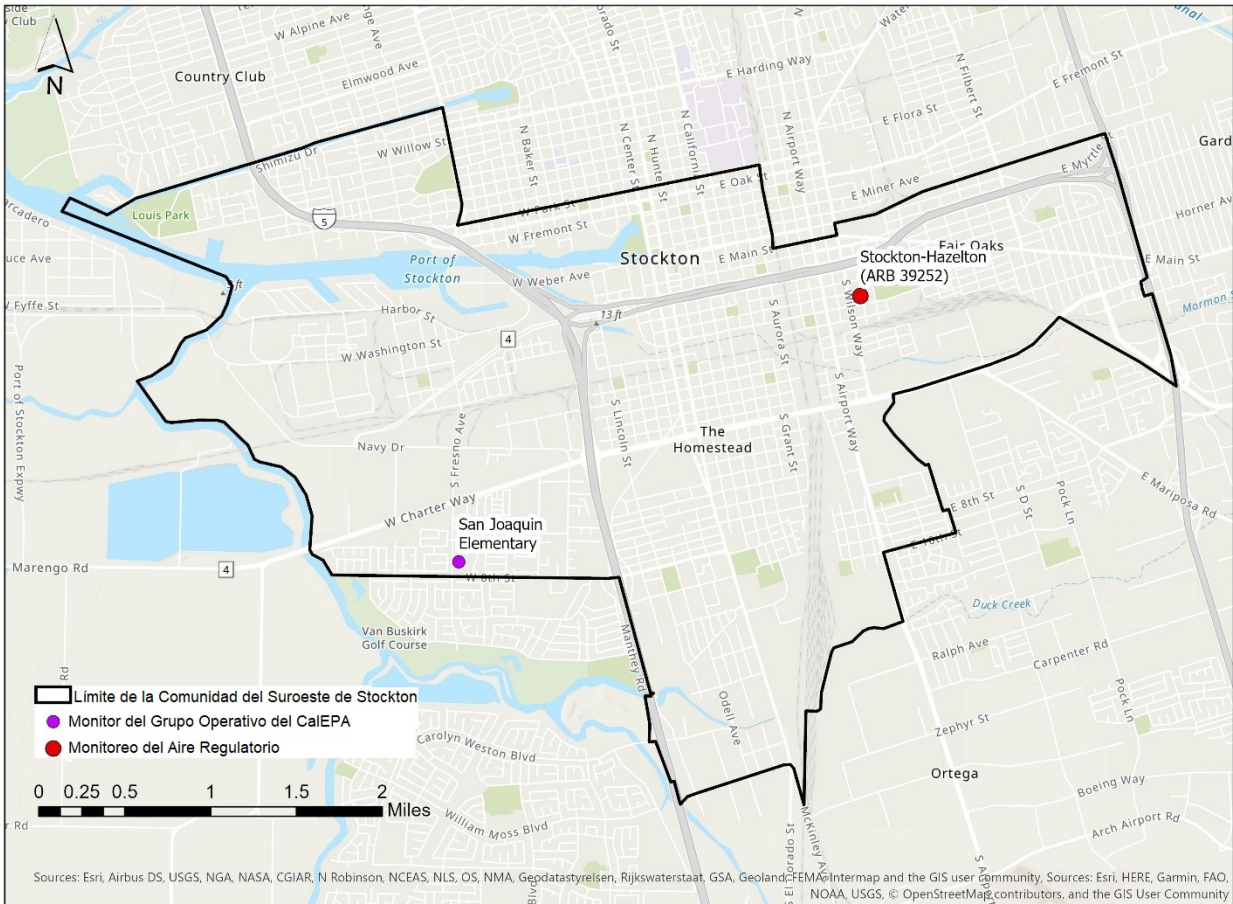 Country Club
W Alpine Ave
Elmwood Ave
E Harding Way
N Filbert St
E Fremont St
E Flora St
N
Shimizu Dr
W Willow St
N Baker St
N Center St
N Hunter St
N California St
N Airport Way
E Myrtle St
Louis Park
5
W Park St
E Oak St
E Miner Ave
W Fremont St
Horner Av
Stockton
E Main St
Fair Oaks
E Main St
Port of
Stockton
W Weber Ave
Stockton-Hazelton
(ARB 39252)
W Fyffe St
Harbor St
13 ft
4
W Washington St
S Aurora St
S Wilson Way
Port of Stockton Expwy
S Lincoln St
S Airport Way
Navy Dr
S Fresno Ave
The
Homestead
S Grant St
W Charter Way
E Mariposa Rd
E 8th St
S D St
Pock Ln
San Joaquin
Elementary
E 10th St
Marengo Rd
4
W 8th St
Duck Creek
Van Buskirk
Golf Course
Manthey Rd
Ralph Ave
Carpenter Rd
Pock Ln
Odell Ave
Zephyr St
Límite de la Comunidad del Suroeste de Stockton
Monitor del Grupo Operativo del CalEPA
Monitoreo del Aire Regulatorio
Carolyn Weston Blvd
Ortega
Boeing Way
0 0.25 0.5 1 1.5 2
Miles
William Moss Blvd
Arch Airport Rd
S El Dorado St
McKinley Ave
Sources: Esri, Airbus DS, USGS, NGA, NASA, CGIAR, N Robinson, NCEAS, NLS, OS, NMA, Geodatastyrelsen, Rijkswaterstaat, GSA, Geoland, FEMA, Intermap and the GIS user community, Sources: Esri, HERE, Garmin, FAO,
NOAA, USGS, © OpenStreetMap contributors, and the GIS User Community